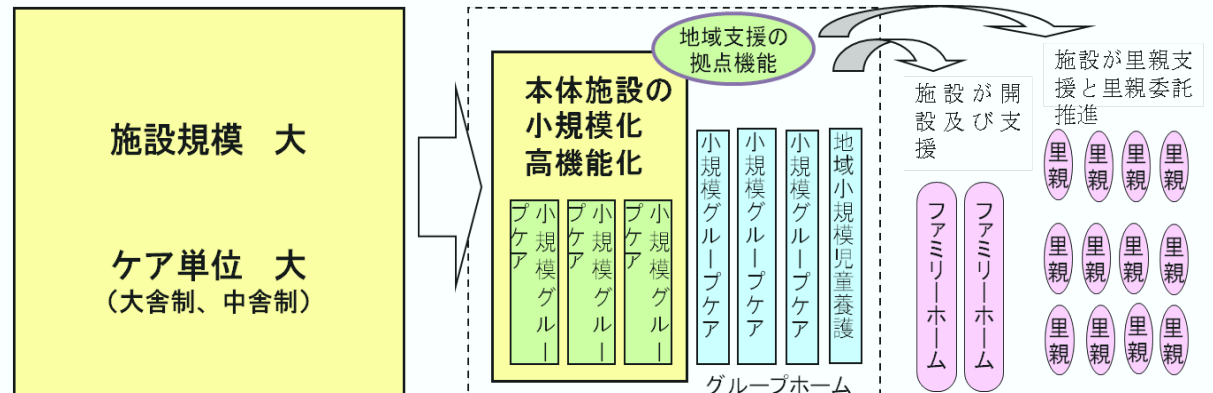 施設規模　大
ケア単位　大
（大舎制、中舎制）
地域支援の
拠点機能
本体施設の
小規模化
高機能化
小規模グルー
プケア
小規模グルー
プケア
小規模グルー
プケア
小規模グループケア
小規模グループケア
小規模グループケア
地域小規模児童養護
グループホーム
施設が開
設及び支
援
ファミリーホーム
ファミリーホーム
施設が里親支
援と里親委託
推進
里親
里親
里親
里親
里親
里親
里親
里親
里親
里親
里親
里親